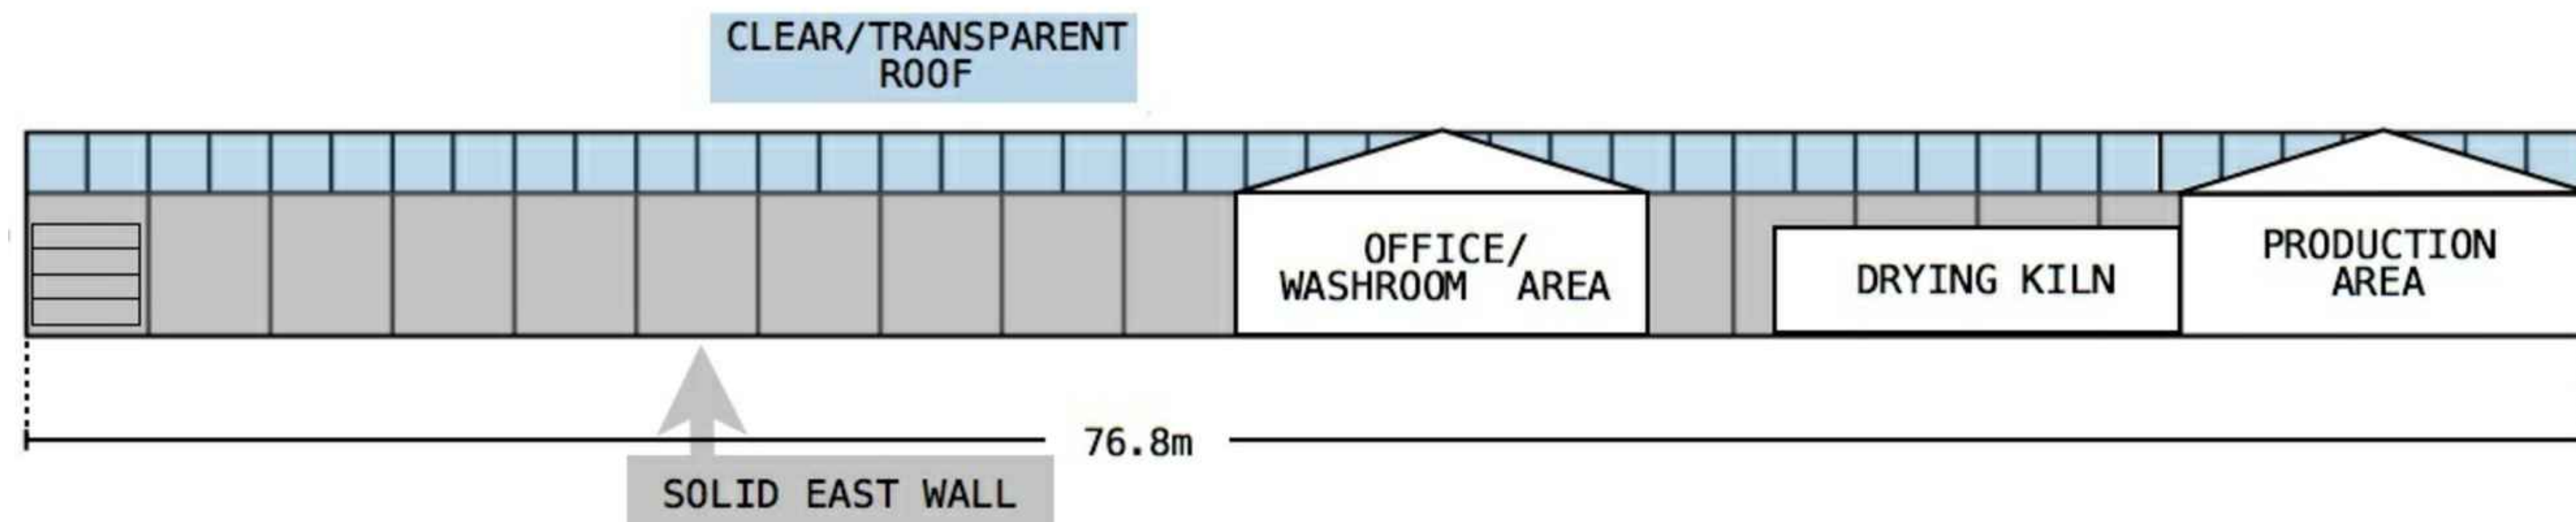 CLEAR/TRANSPARENT
ROOF
OFFICE/
WASHROOM AREA
DRYING KILN
PRODUCTION
AREA
76.8m
SOLID EAST WALL